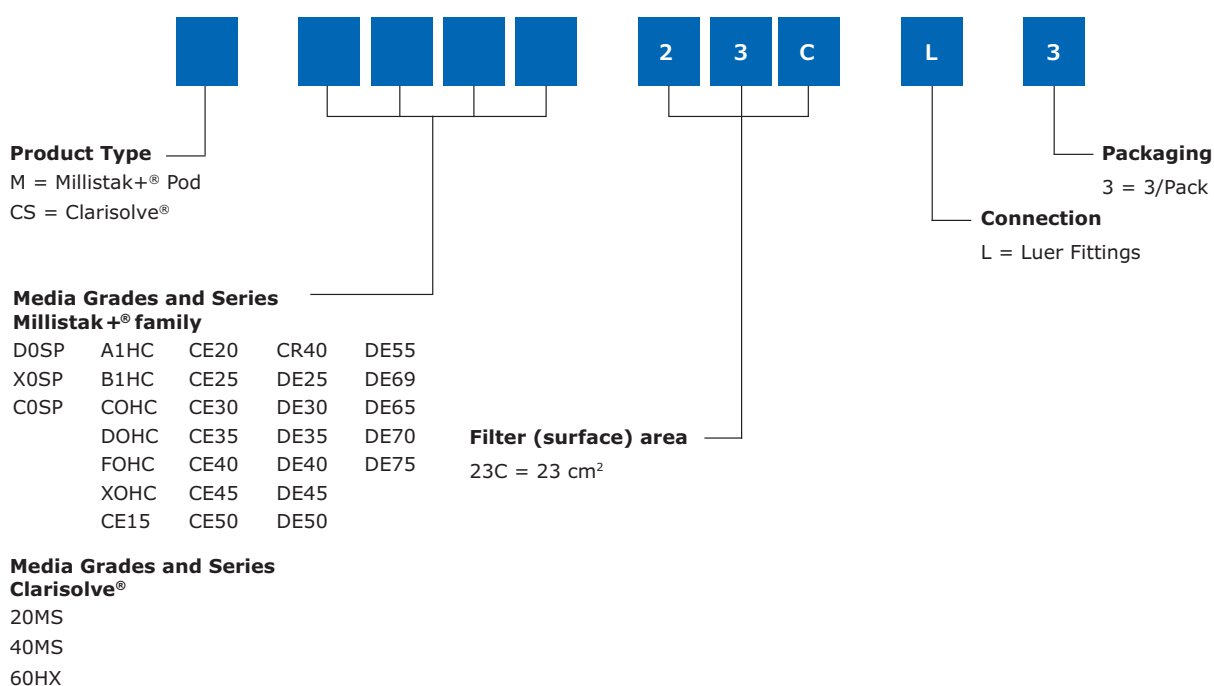 2 3 C L 3
Product Type
M = Millistak+® Pod
CS = Clarisolve®
Packaging
3 = 3/Pack
Connection
L = Luer Fittings
Media Grades and Series
Millistak+® family
D0SP A1HC CE20 CR40 DE55
X0SP B1HC CE25 DE25 DE69
C0SP COHC CE30 DE30 DE65
DOHC CE35 DE35 DE70
FOHC CE40 DE40 DE75
XOHC CE45 DE45
CE15 CE50 DE50
Filter (surface) area
23C = 23 cm²
Media Grades and Series
Clarisolve®
20MS
40MS
60HX